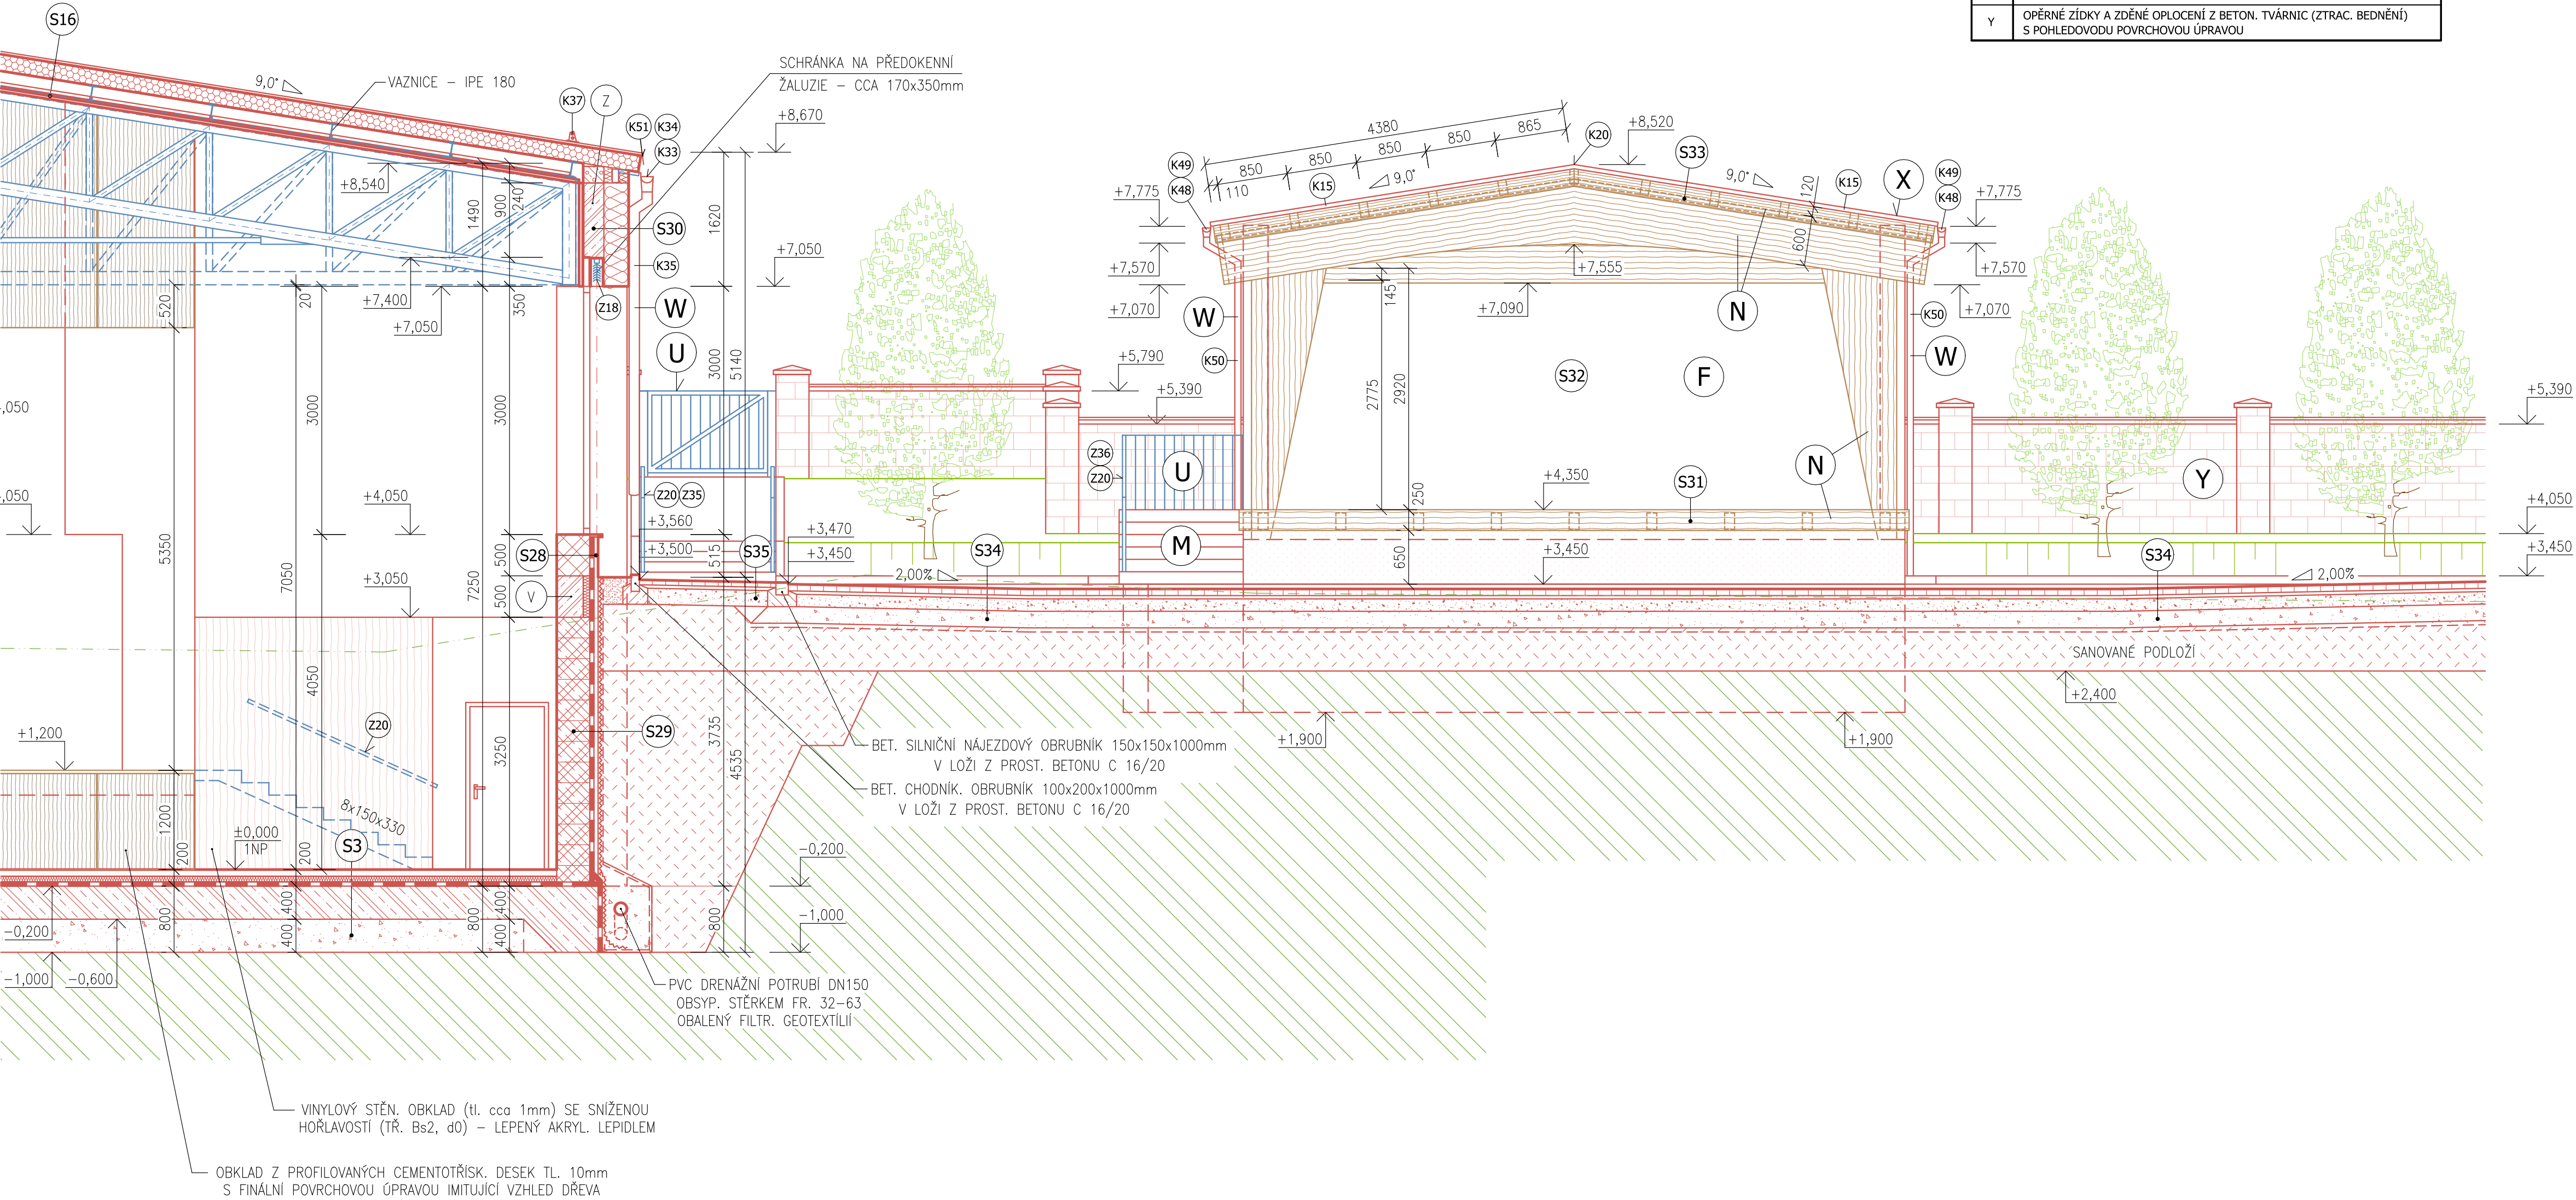 Y
OPĚRNÉ ZÍDKY A ZDĚNÉ OPLOCENÍ Z BETON. TVÁRNIC (ZTRAC. BEDNĚNÍ)
S POHLEDOVODU POVRCHOVOU ÚPRAVOU
S16
9,0°
VAZNICE – IPE 180
SCHRÁNKA NA PŘEDOKENNÍ
ŽALUZIE – CCA 170x350mm
K37
Z
K51
K34
K33
+8,670
+8,540
1490
900
240
1620
S30
K35
+7,050
+7,400
+7,050
520
20
350
Z18
W
U
3000
5140
3000
3000
,050
,050
+4,050
5350
7050
7250
4050
+3,050
500
500
S28
V
515
Z20
Z35
+3,560
+3,500
S35
+3,470
+3,450
2,00%
S34
S29
3735
4535
3250
Z20
8x150x330
+1,200
1200
200
±0,000
1NP
200
S3
-0,200
800
400
400
800
400
400
800
-0,200
-1,000
-1,000
-0,600
4380
850
850
850
850
865
110
K20
+8,520
S33
K49
K48
K15
9,0°
9,0°
120
K15
X
K49
K48
+7,775
+7,775
600
+7,570
+7,570
+7,555
+7,070
+7,070
145
+7,090
N
W
K50
K50
W
+5,790
+5,390
2775
2920
S32
F
Z36
Z20
U
M
N
+4,350
250
S31
650
+3,450
Y
+5,390
+4,050
+3,450
S34
2,00%
SANOVANÉ PODLOŽÍ
+2,400
+1,900
+1,900
BET. SILNIČNÍ NÁJEZDOVÝ OBRUBNÍK 150x150x1000mm
V LOŽI Z PROST. BETONU C 16/20
BET. CHODNÍK. OBRUBNÍK 100x200x1000mm
V LOŽI Z PROST. BETONU C 16/20
PVC DRENÁŽNÍ POTRUBÍ DN150
OBSYP. STĚRKEM FR. 32–63
OBALENÝ FILTR. GEOTEXTÍLIÍ
VINYLOVÝ STĚN. OBKLAD (tl. cca 1mm) SE SNÍŽENOU
HOŘLAVOSTÍ (TŘ. Bs2, d0) – LEPENÝ AKRYL. LEPIDLEM
OBKLAD Z PROFILOVANÝCH CEMENTOTŘÍSK. DESEK TL. 10mm
S FINÁLNÍ POVRCHOVOU ÚPRAVOU IMITUJÍCÍ VZHLED DŘEVA